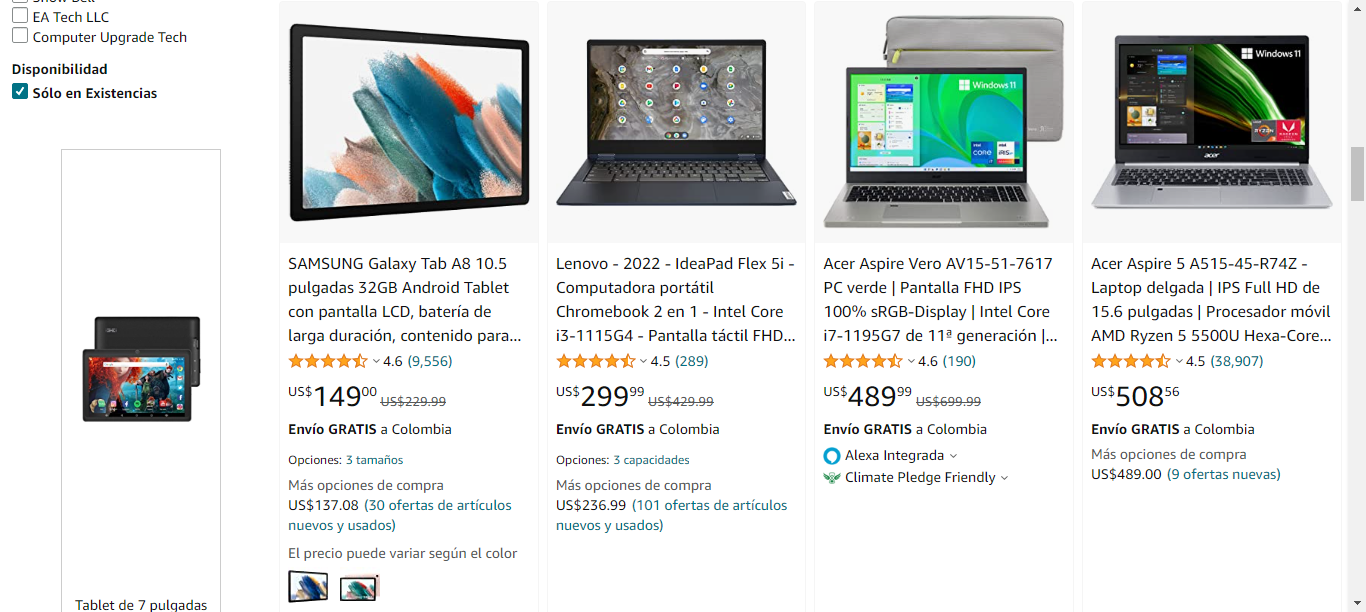 Show Bell
EA Tech LLC
Computer Upgrade Tech
Disponibilidad
Sólo en Existencias
Tablet de 7 pulgadas
SAMSUNG Galaxy Tab A8 10.5
pulgadas 32GB Android Tablet
con pantalla LCD, batería de
larga duración, contenido para...
4.6 (9,556)
US$149.00 US$229.99
Envío GRATIS a Colombia
Opciones: 3 tamaños
Más opciones de compra
US$137.08 (30 ofertas de artículos
nuevos y usados)
El precio puede variar según el color
Lenovo - 2022 - IdeaPad Flex 5i -
Computadora portátil
Chromebook 2 en 1 - Intel Core
i3-1115G4 - Pantalla táctil FHD...
4.5 (289)
US$299.99 US$429.99
Envío GRATIS a Colombia
Opciones: 3 capacidades
Más opciones de compra
US$236.99 (101 ofertas de artículos
nuevos y usados)
Windows 11
Acer Aspire Vero AV15-51-7617
PC verde | Pantalla FHD IPS
100% sRGB-Display | Intel Core
i7-1195G7 de 11ª generación |...
4.6 (190)
US$489.99 US$699.99
Envío GRATIS a Colombia
Alexa Integrada
Climate Pledge Friendly
Windows 11
RYZEN
acer
Acer Aspire 5 A515-45-R74Z -
Laptop delgada | IPS Full HD de
15.6 pulgadas | Procesador móvil
AMD Ryzen 5 5500U Hexa-Core...
4.5 (38,907)
US$508.56
Envío GRATIS a Colombia
Más opciones de compra
US$489.00 (9 ofertas nuevas)